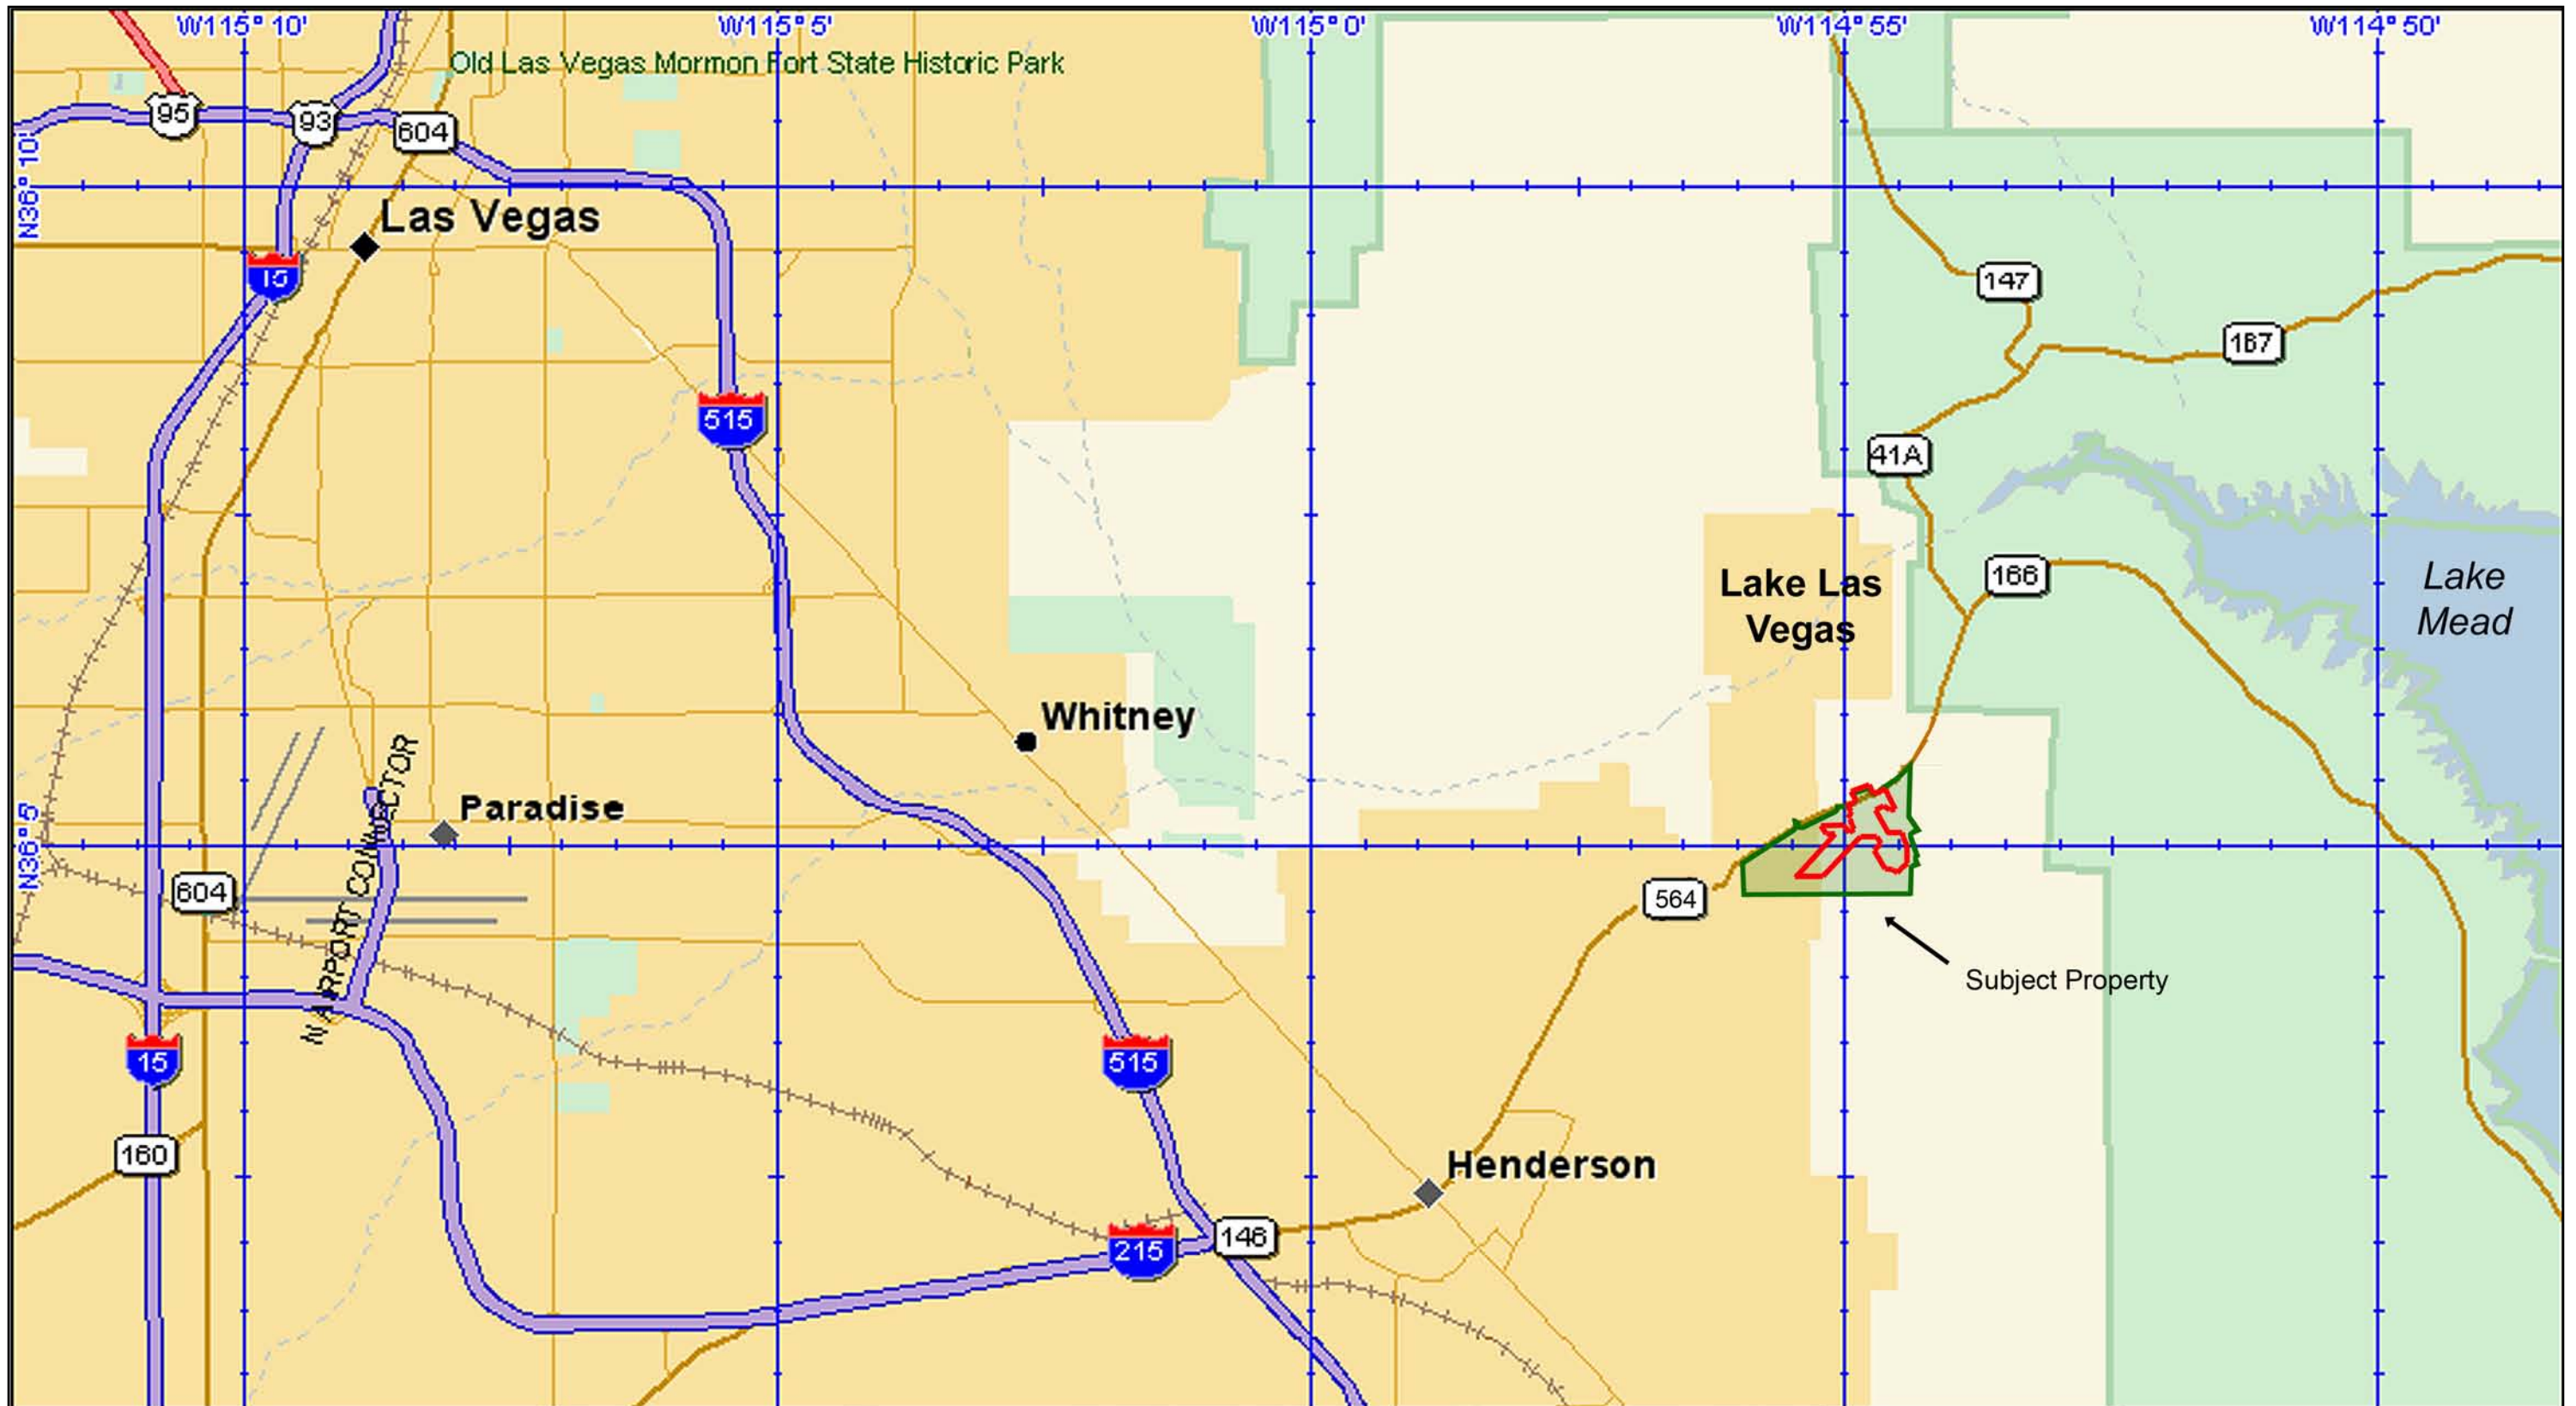 W115° 10'
W115° 5'
W115° 0'
W114° 55'
W114° 50'
Old Las Vegas Mormon Fort State Historic Park
95
93
604
N36° 10'
Las Vegas
15
147
167
515
41A
166
Lake Las
Vegas
Lake
Mead
Whitney
Paradise
N36° 5'
AIRPORT CONNECTOR
604
564
Subject Property
15
515
160
Henderson
146
215